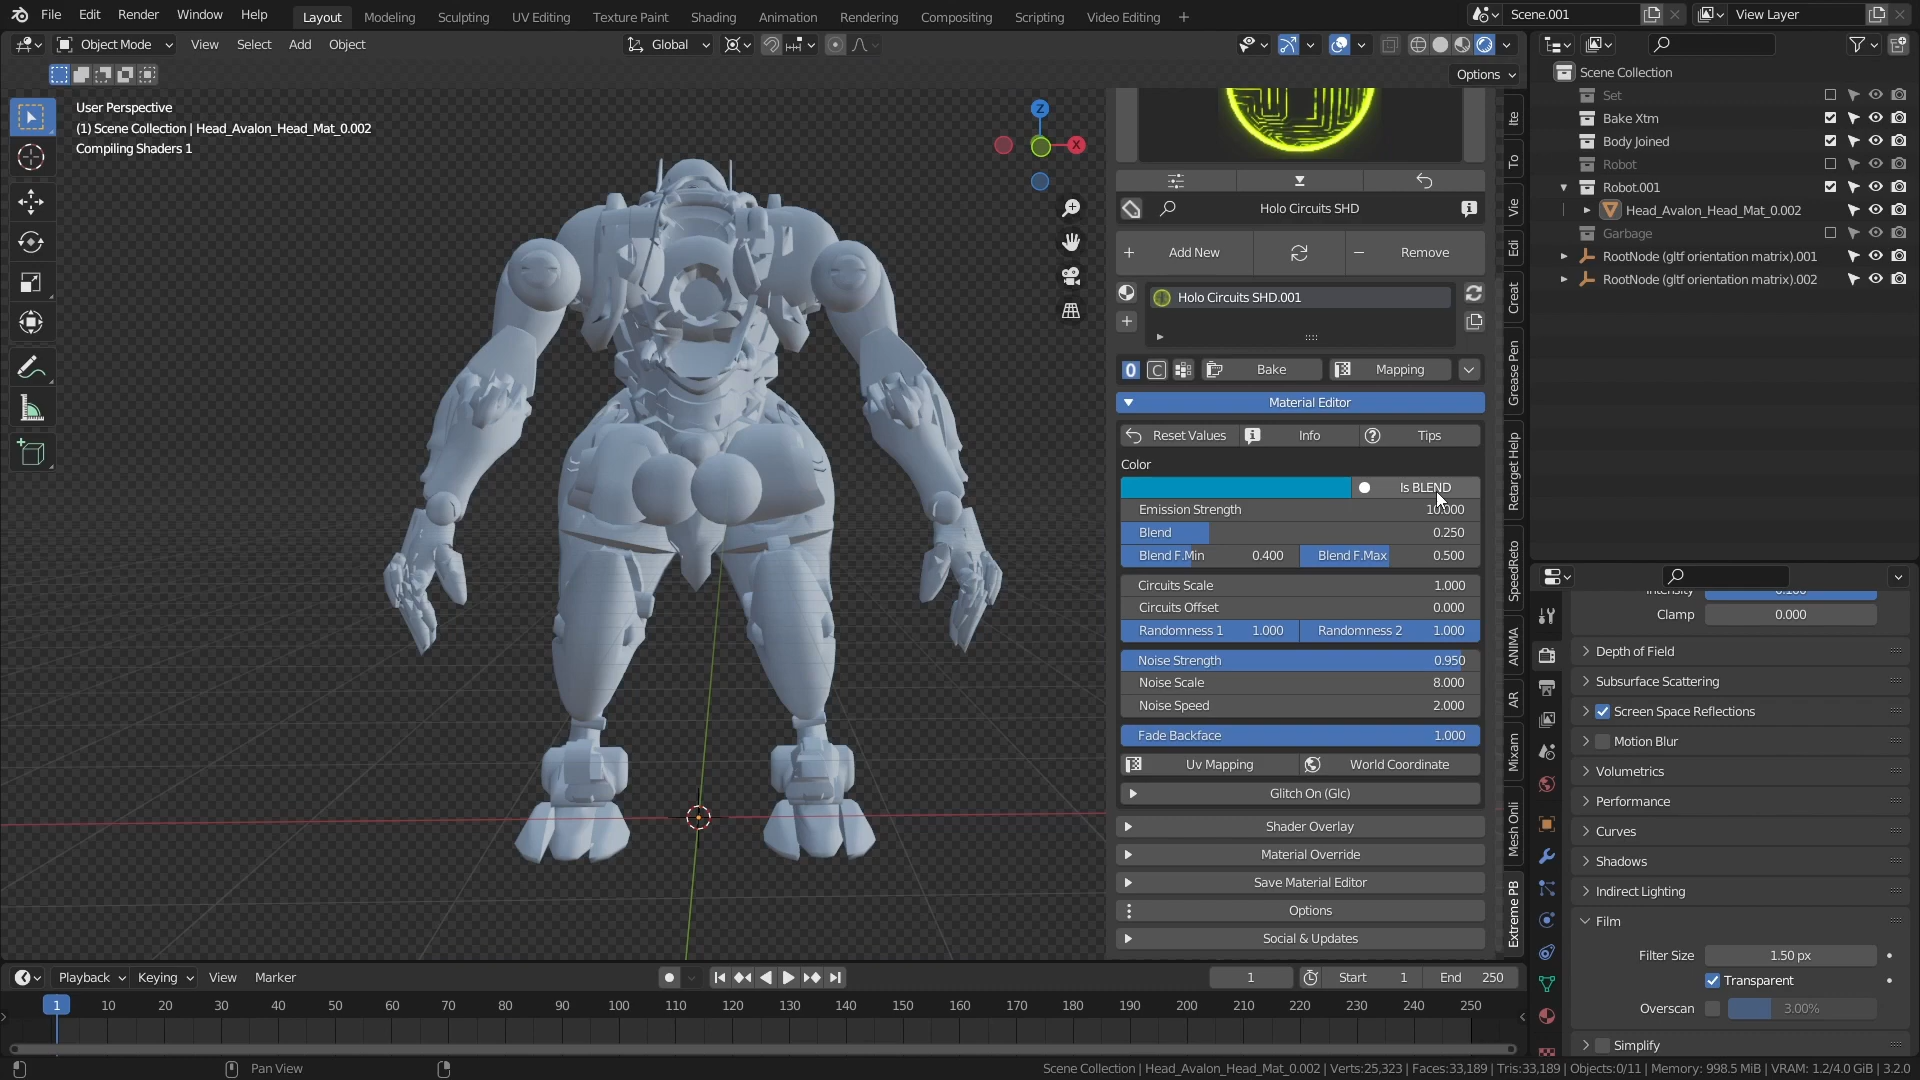 File Edit Render Window Help Layout Modeling Sculpting UV Editing Texture Paint Shading Animation Rendering Compositing Scripting Video Editing + Scene.001 View Layer
Object Mode View Select Add Object Global
Options
User Perspective
(1) Scene Collection | Head_Avalon_Head_Mat_0.002
Compiling Shaders 1
Z
X
Holo Circuits SHD
Add New Remove
Holo Circuits SHD.001
0 C Bake Mapping
Material Editor
Reset Values Info Tips
Color
Is BLEND
Emission Strength 10.000
Blend 0.250
Blend F.Min 0.400 Blend F.Max 0.500
Circuits Scale 1.000
Circuits Offset 0.000
Randomness 1 1.000 Randomness 2 1.000
Noise Strength 0.950
Noise Scale 8.000
Noise Speed 2.000
Fade Backface 1.000
Uv Mapping World Coordinate
Glitch On (Glc)
Shader Overlay
Material Override
Save Material Editor
Options
Social & Updates
Ite
To
Vie
Edi
Creat
Grease Pen
Retarget Help
SpeedReto
ANIMA
AR
Mixam
Mesh Onli
Extreme PB
Scene Collection
Set
Bake Xtm
Body Joined
Robot
Robot.001
Head_Avalon_Head_Mat_0.002
Garbage
RootNode (gltf orientation matrix).001
RootNode (gltf orientation matrix).002
Intensity 0.100
Clamp 0.000
Depth of Field
Subsurface Scattering
Screen Space Reflections
Motion Blur
Volumetrics
Performance
Curves
Shadows
Indirect Lighting
Film
Filter Size 1.50 px
Transparent
Overscan 3.00%
Simplify
Playback Keying View Marker 1 Start 1 End 250
1 10 20 30 40 50 60 70 80 90 100 110 120 130 140 150 160 170 180 190 200 210 220 230 240 250
Pan View
Scene Collection | Head_Avalon_Head_Mat_0.002 | Verts:25,323 | Faces:33,189 | Tris:33,189 | Objects:0/11 | Memory: 998.5 MiB | VRAM: 1.2/4.0 GiB | 3.2.0